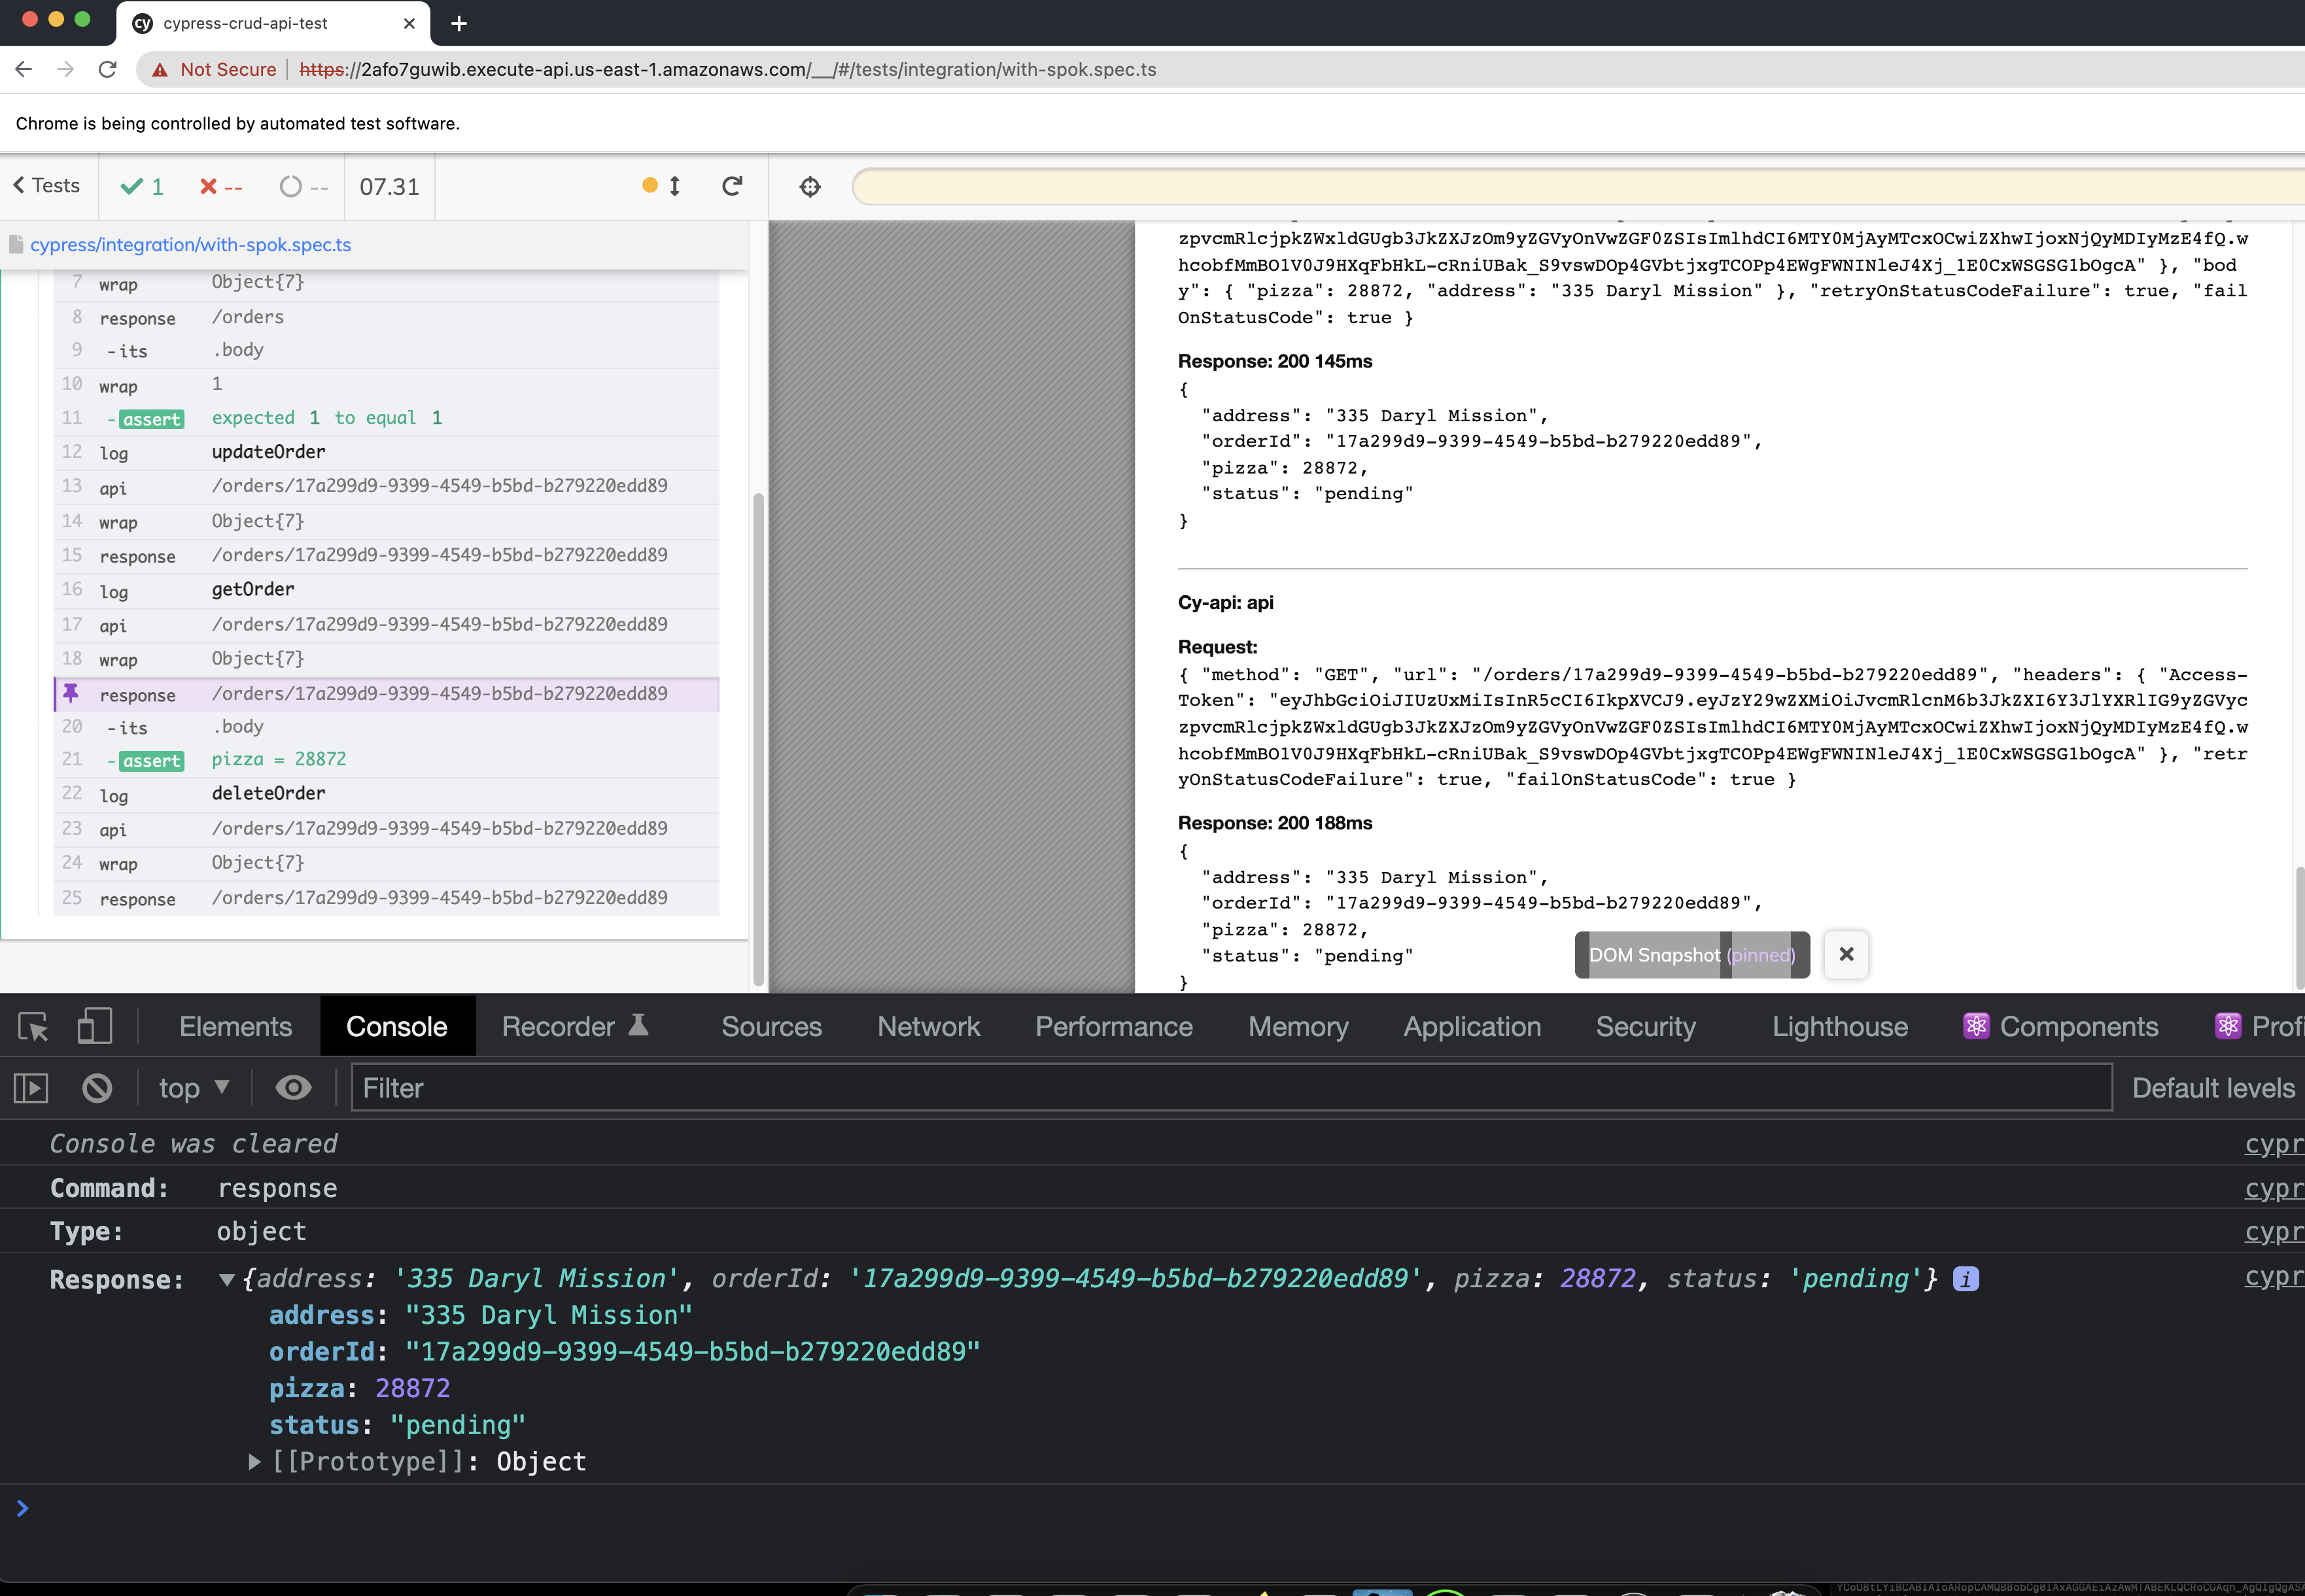 cypress-crud-api-test
Not Secure https://2afo7guwib.execute-api.us-east-1.amazonaws.com/__/#/tests/integration/with-spok.spec.ts
Chrome is being controlled by automated test software.
Tests 1 -- -- 07.31
cypress/integration/with-spok.spec.ts
7 wrap Object{7}
8 response /orders
9 -its .body
10 wrap 1
11 -assert expected 1 to equal 1
12 log updateOrder
13 api /orders/17a299d9-9399-4549-b5bd-b279220edd89
14 wrap Object{7}
15 response /orders/17a299d9-9399-4549-b5bd-b279220edd89
16 log getOrder
17 api /orders/17a299d9-9399-4549-b5bd-b279220edd89
18 wrap Object{7}
response /orders/17a299d9-9399-4549-b5bd-b279220edd89
20 -its .body
21 -assert pizza = 28872
22 log deleteOrder
23 api /orders/17a299d9-9399-4549-b5bd-b279220edd89
24 wrap Object{7}
25 response /orders/17a299d9-9399-4549-b5bd-b279220edd89
zpvcmRlcjpkZWxldGUgb3JkZXJzOm9yZGVyOnVwZGF0ZSIsImlhdCI6MTY0MjAyMTcxOCwiZXhwIjoxNjQyMDIyMzE4fQ.w
hcobfMmBO1V0J9HXqFbHkL-cRniUBak_S9vswDOp4GVbtjxgTCOPp4EWgFWNINleJ4Xj_1E0CxWSGSG1bOgcA" }, "bod
y": { "pizza": 28872, "address": "335 Daryl Mission" }, "retryOnStatusCodeFailure": true, "fail
OnStatusCode": true }
Response: 200 145ms
{
"address": "335 Daryl Mission",
"orderId": "17a299d9-9399-4549-b5bd-b279220edd89",
"pizza": 28872,
"status": "pending"
}
Cy-api: api
Request:
{ "method": "GET", "url": "/orders/17a299d9-9399-4549-b5bd-b279220edd89", "headers": { "Access-
Token": "eyJhbGciOiJIUzUxMiIsInR5cCI6IkpXVCJ9.eyJzY29wZXMiOiJvcmRlcnM6b3JkZXI6Y3JlYXRlIG9yZGVyc
zpvcmRlcjpkZWxldGUgb3JkZXJzOm9yZGVyOnVwZGF0ZSIsImlhdCI6MTY0MjAyMTcxOCwiZXhwIjoxNjQyMDIyMzE4fQ.w
hcobfMmBO1V0J9HXqFbHkL-cRniUBak_S9vswDOp4GVbtjxgTCOPp4EWgFWNINleJ4Xj_1E0CxWSGSG1bOgcA" }, "retr
yOnStatusCodeFailure": true, "failOnStatusCode": true }
Response: 200 188ms
{
"address": "335 Daryl Mission",
"orderId": "17a299d9-9399-4549-b5bd-b279220edd89",
"pizza": 28872,
"status": "pending"
}
DOM Snapshot (pinned)
Elements Console Recorder Sources Network Performance Memory Application Security Lighthouse Components Profi
top Filter Default levels
Console was cleared cypr
Command: response cypr
Type: object cypr
Response: {address: '335 Daryl Mission', orderId: '17a299d9-9399-4549-b5bd-b279220edd89', pizza: 28872, status: 'pending'} i cypr
address: "335 Daryl Mission"
orderId: "17a299d9-9399-4549-b5bd-b279220edd89"
pizza: 28872
status: "pending"
[[Prototype]]: Object